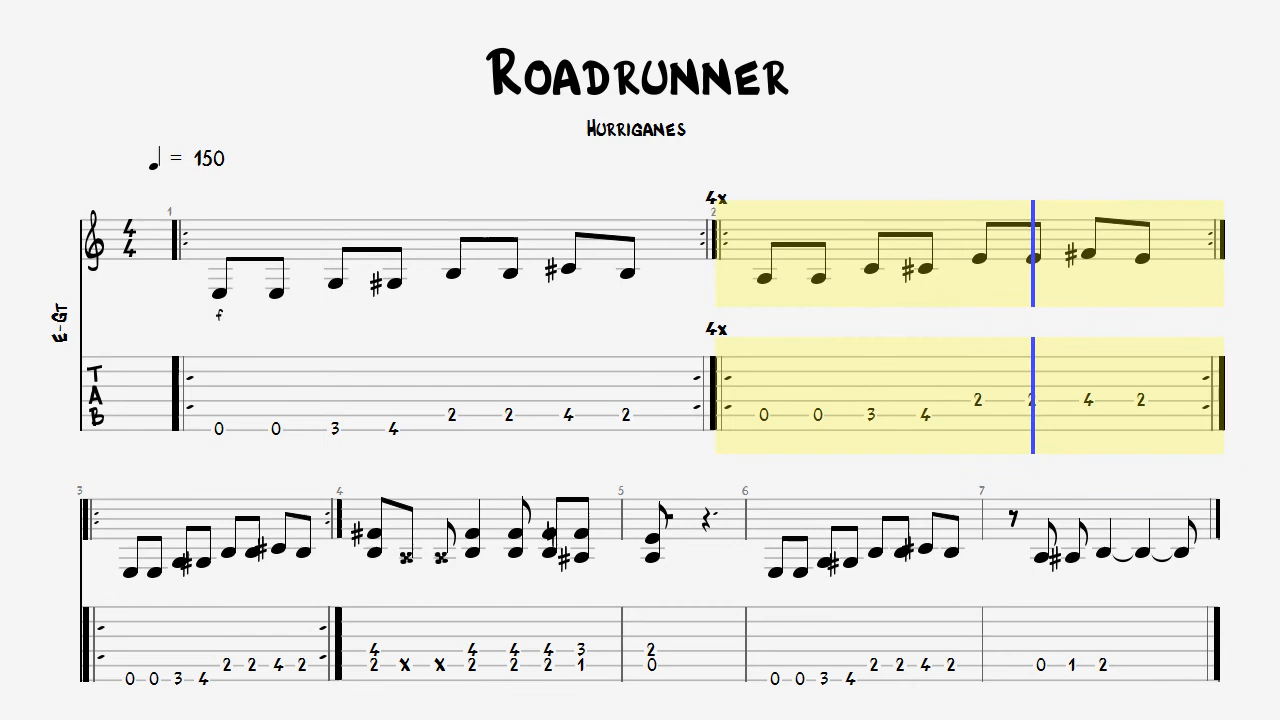 Roadrunner
Hurriganes
= 150
4x
1 2
4
4
f
E-Gt
4x
T
A
B
2 2 4 2
2 2 4 2
0 0 3 4
0 0 3 4
3 4 5 6 7
4 4 4 4 3 2
2 2 4 2 2 X X 2 2 2 1 0 2 2 4 2 0 1 2
0 0 3 4 0 0 3 4